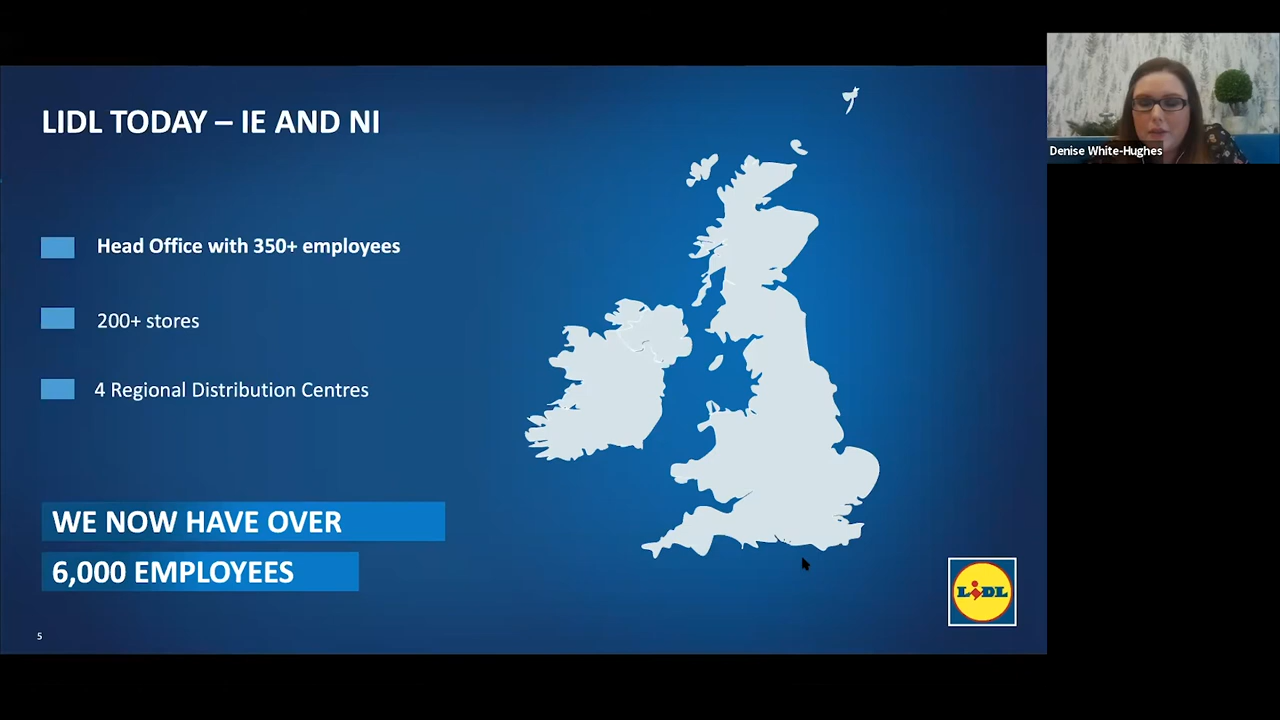 LIDL TODAY – IE AND NI
Head Office with 350+ employees
200+ stores
4 Regional Distribution Centres
WE NOW HAVE OVER
6,000 EMPLOYEES
5
LIDL
Denise White-Hughes